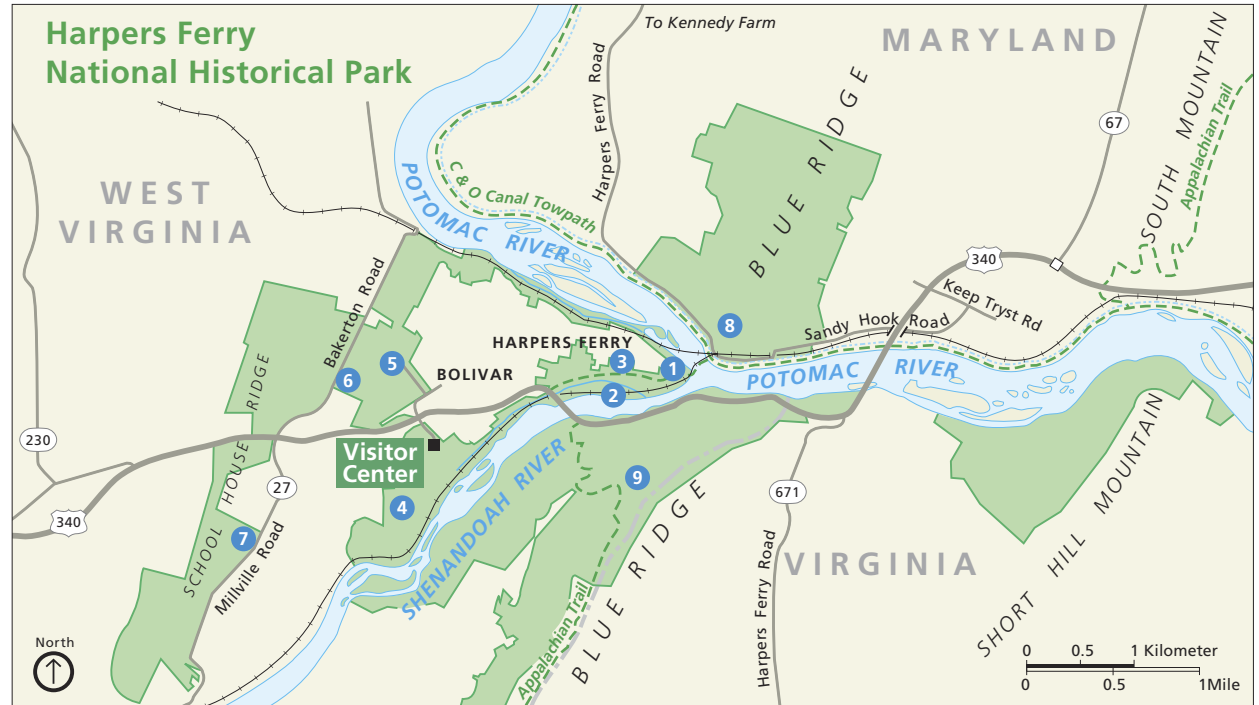 Harpers Ferry
National Historical Park
To Kennedy Farm
MARYLAND
Harpers Ferry Road
BLUE RIDGE
67
SOUTH MOUNTAIN
Appalachian Trail
WEST
VIRGINIA
C & O Canal Towpath
POTOMAC RIVER
340
Keep Tryst Rd
Sandy Hook Road
Bakerton Road
8
HARPERS FERRY
3
1
5
6
BOLIVAR
2
POTOMAC RIVER
SCHOOL HOUSE RIDGE
230
Visitor
Center
27
340
4
7
Millville Road
SHENANDOAH RIVER
9
BLUE RIDGE
Appalachian Trail
671
Harpers Ferry Road
VIRGINIA
SHORT HILL MOUNTAIN
North
0 0.5 1 Kilometer
0 0.5 1Mile